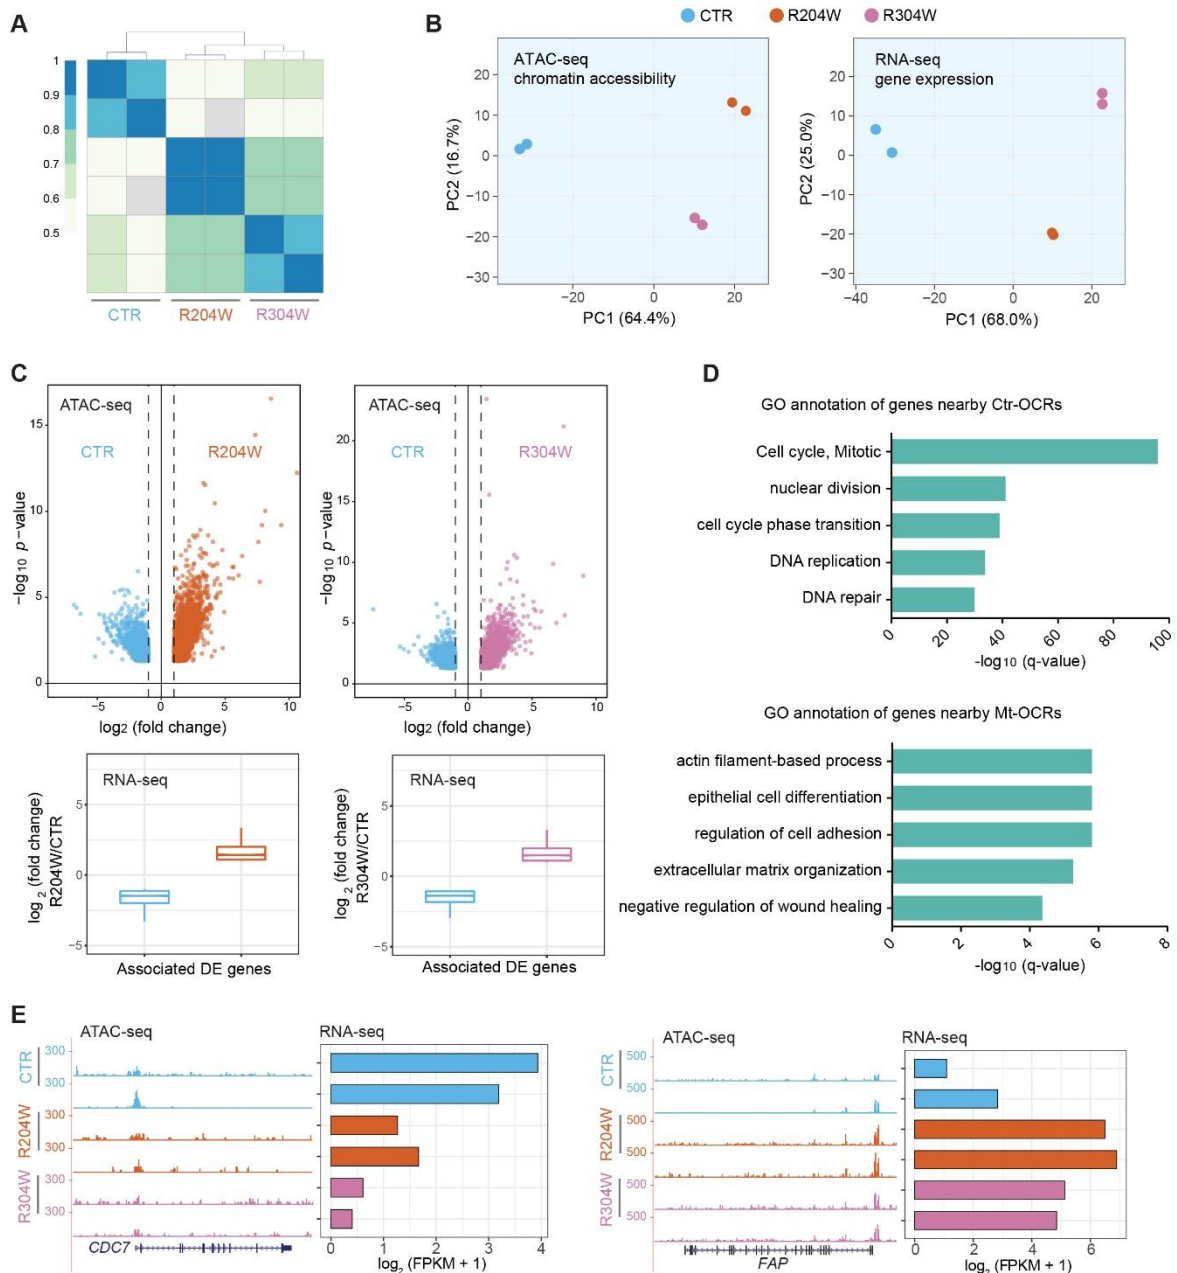 A
1
0.9
0.8
0.7
0.6
0.5
CTR R204W R304W
B
CTR R204W R304W
ATAC-seq
chromatin accessibility
20
10
0
−10
−20
−30
PC2 (16.7%)
−20 0 20
PC1 (64.4%)
RNA-seq
gene expression
20
10
0
−10
−20
−30
PC2 (25.0%)
−40 −20 0 20
PC1 (68.0%)
C
ATAC-seq
CTR R204W
15
10
5
0
−log10 p−value
−5 0 5 10
log2 (fold change)
ATAC-seq
CTR R304W
20
15
10
5
0
−log10 p−value
−5 0 5 10
log2 (fold change)
RNA-seq
5
0
−5
log2 (fold change)
R204W/CTR
Associated DE genes
RNA-seq
5
0
−5
log2 (fold change)
R304W/CTR
Associated DE genes
D
GO annotation of genes nearby Ctr-OCRs
Cell cycle, Mitotic
nuclear division
cell cycle phase transition
DNA replication
DNA repair
0 20 40 60 80 100
-log10 (q-value)
GO annotation of genes nearby Mt-OCRs
actin filament-based process
epithelial cell differentiation
regulation of cell adhesion
extracellular matrix organization
negative regulation of wound healing
0 2 4 6 8
-log10 (q-value)
E
ATAC-seq
CTR
R204W
R304W
300
300
300
300
300
300
CDC7
RNA-seq
0 1 2 3 4
log2 (FPKM + 1)
ATAC-seq
CTR
R204W
R304W
500
500
500
500
500
500
FAP
RNA-seq
0 2 4 6
log2 (FPKM + 1)